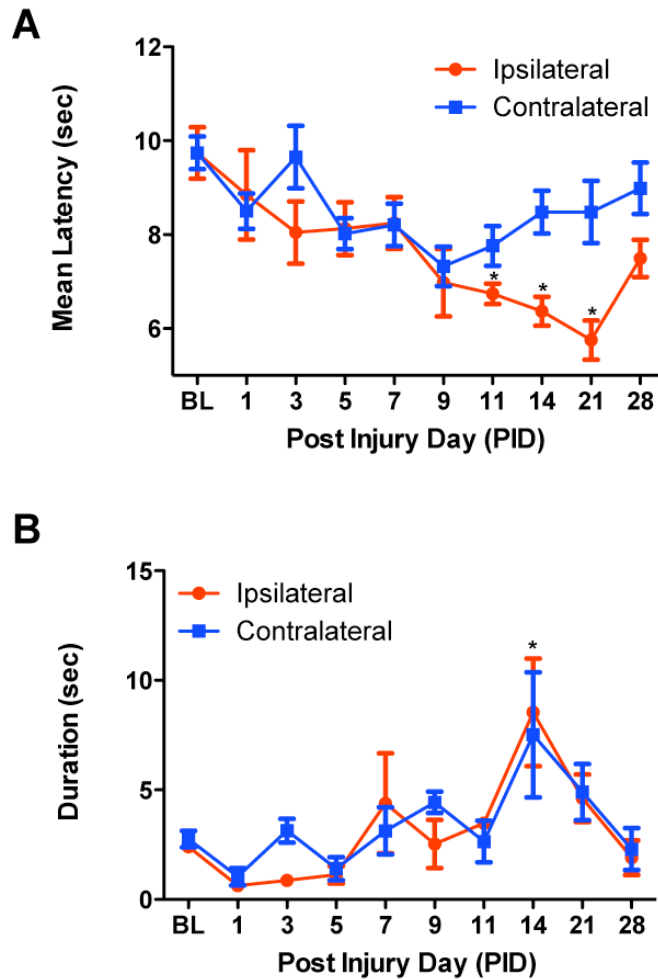 A
Ipsilateral
Contralateral
12
10
8
6
Mean Latency (sec)
*
*
*
BL 1 3 5 7 9 11 14 21 28
Post Injury Day (PID)
B
Ipsilateral
Contralateral
15
10
5
0
Duration (sec)
*
BL 1 3 5 7 9 11 14 21 28
Post Injury Day (PID)